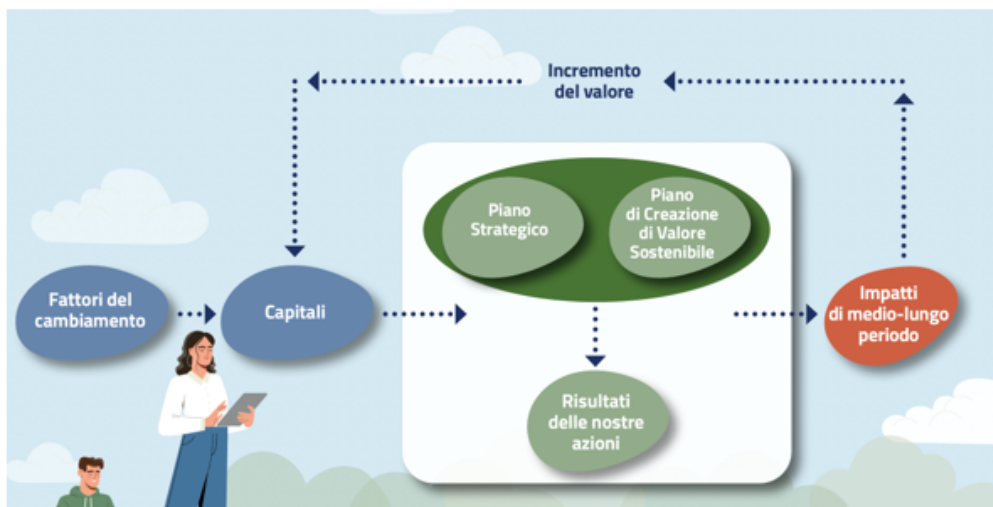 Incremento
del valore
Piano
Strategico
Piano
di Creazione
di Valore
Sostenibile
Fattori del
cambiamento
Capitali
Impatti
di medio-lungo
periodo
Risultati
delle nostre
azioni